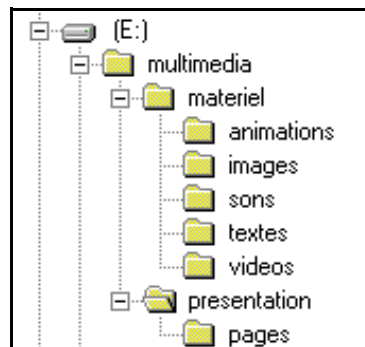 (E:)
multimedia
materiel
animations
images
sons
textes
videos
presentation
pages